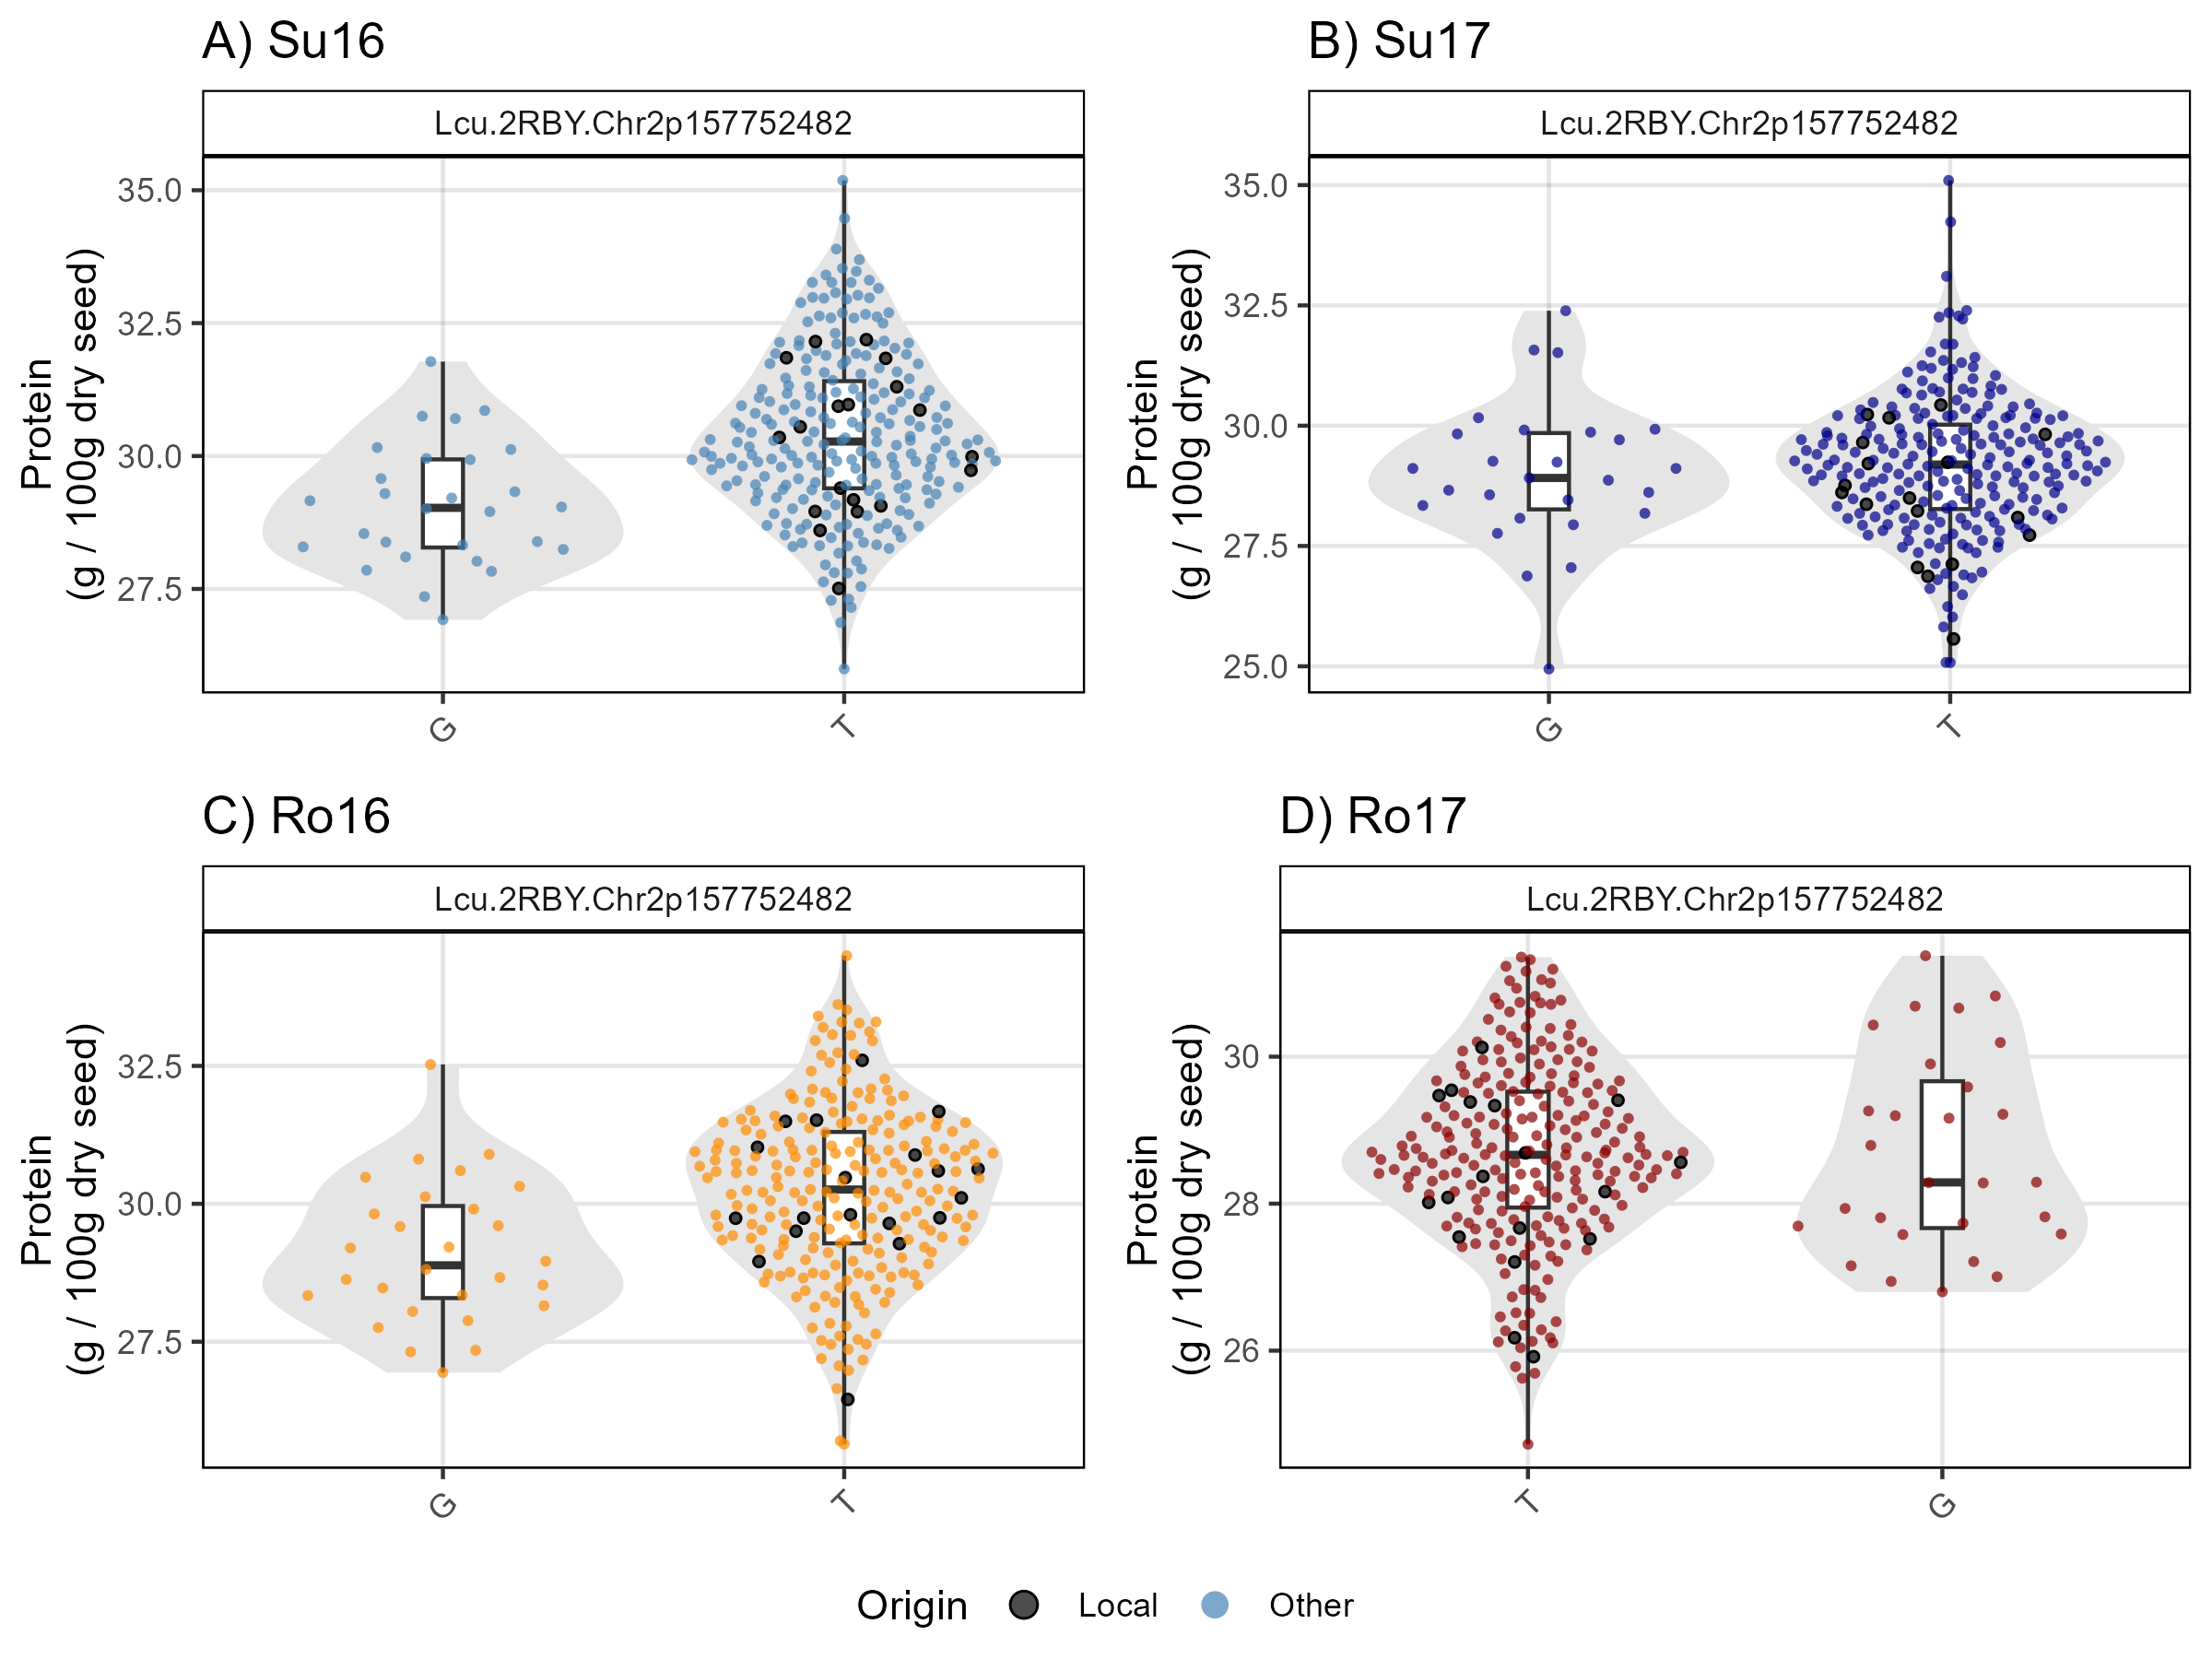 A) Su16
Lcu.2RBY.Chr2p157752482
Protein
(g / 100g dry seed)
35.0
32.5
30.0
27.5
G
T
B) Su17
Lcu.2RBY.Chr2p157752482
Protein
(g / 100g dry seed)
35.0
32.5
30.0
27.5
25.0
G
T
C) Ro16
Lcu.2RBY.Chr2p157752482
Protein
(g / 100g dry seed)
32.5
30.0
27.5
G
T
D) Ro17
Lcu.2RBY.Chr2p157752482
Protein
(g / 100g dry seed)
30
28
26
T
G
Origin Local Other